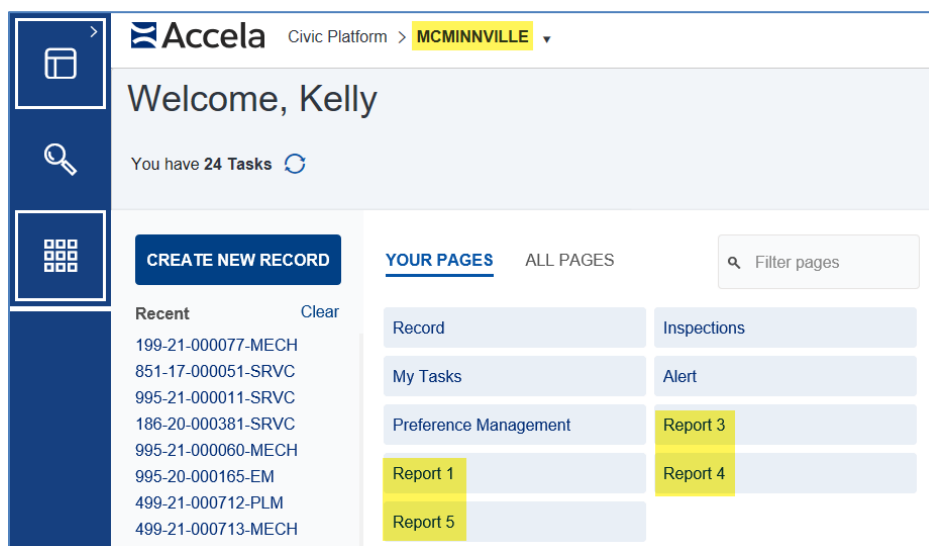 Accela Civic Platform > MCMINNVILLE
Welcome, Kelly
You have 24 Tasks
CREATE NEW RECORD
Recent Clear
199-21-000077-MECH
851-17-000051-SRVC
995-21-000011-SRVC
186-20-000381-SRVC
995-21-000060-MECH
995-20-000165-EM
499-21-000712-PLM
499-21-000713-MECH
YOUR PAGES ALL PAGES Filter pages
Record Inspections
My Tasks Alert
Preference Management Report 3
Report 1 Report 4
Report 5